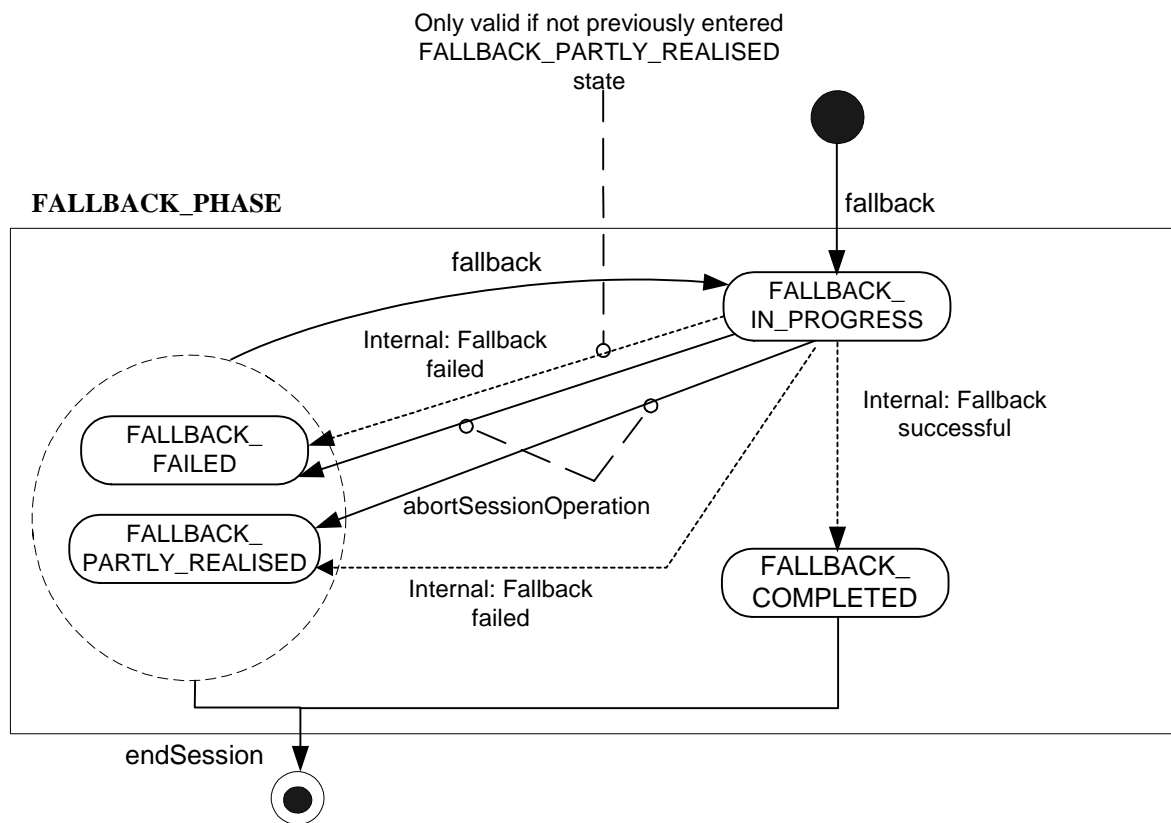 Only valid if not previously entered
FALLBACK_PARTLY_REALISED
state
FALLBACK_PHASE
fallback
fallback
FALLBACK_
IN_PROGRESS
Internal: Fallback
failed
Internal: Fallback
successful
FALLBACK_
FAILED
abortSessionOperation
FALLBACK_
PARTLY_REALISED
Internal: Fallback
failed
FALLBACK_
COMPLETED
endSession